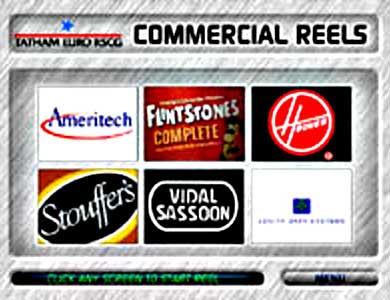 TATHAM EURO RSCG
COMMERCIAL REELS
Ameritech
FLINTSTONES
COMPLETE
Hoover
Stouffer's
VIDAL
SASSOON
CLICK ANY SCREEN TO START REEL
MENU